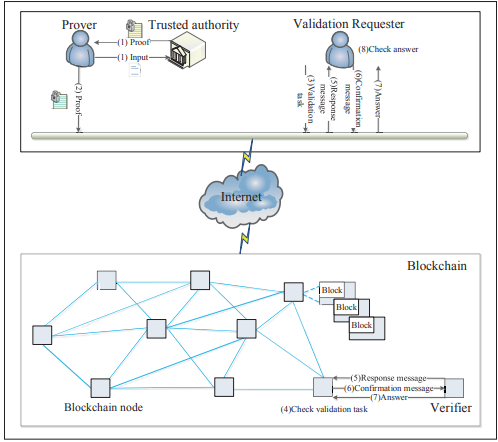 Prover
Trusted authority
Validation Requester
(1) Proof
(1) Input
(2) Proof
(8)Check answer
(3)Validation
task
(5)Response
message
(6)Confirmation
message
(7)Answer
Internet
Blockchain
Block
Block
Block
(5)Response message
(6)Confirmation message
(7)Answer
Blockchain node
(4)Check validation task
Verifier